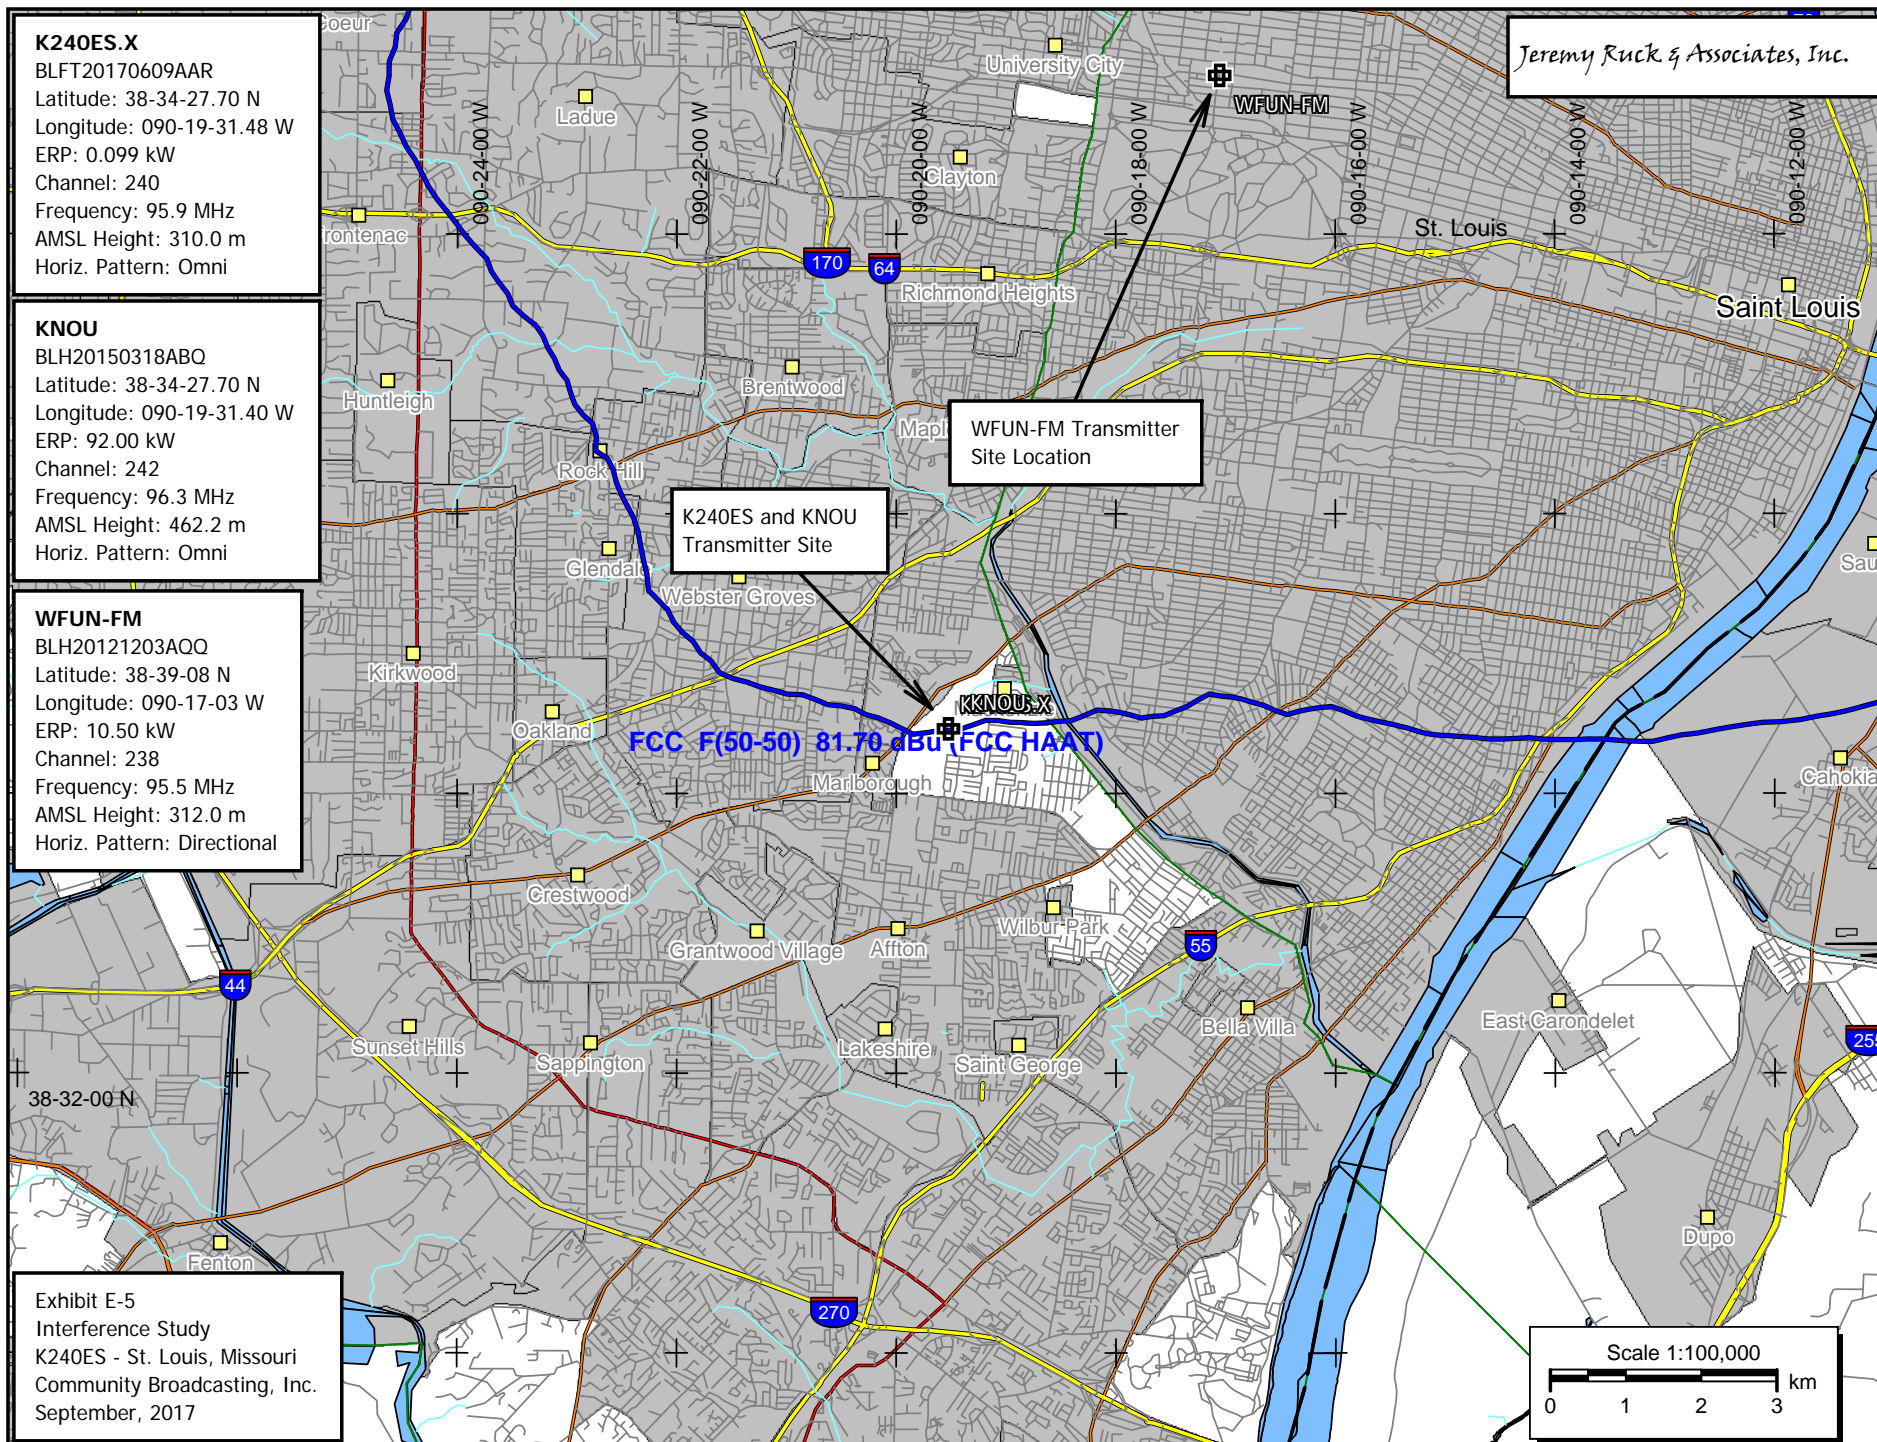 K240ES.X
BLFT20170609AAR
Latitude: 38-34-27.70 N
Longitude: 090-19-31.48 W
ERP: 0.099 kW
Channel: 240
Frequency: 95.9 MHz
AMSL Height: 310.0 m
Horiz. Pattern: Omni
KNOU
BLH20150318ABQ
Latitude: 38-34-27.70 N
Longitude: 090-19-31.40 W
ERP: 92.00 kW
Channel: 242
Frequency: 96.3 MHz
AMSL Height: 462.2 m
Horiz. Pattern: Omni
WFUN-FM
BLH20121203AQQ
Latitude: 38-39-08 N
Longitude: 090-17-03 W
ERP: 10.50 kW
Channel: 238
Frequency: 95.5 MHz
AMSL Height: 312.0 m
Horiz. Pattern: Directional
Jeremy Ruck & Associates, Inc.
University City
WFUN-FM
Ladue
Clayton
090-24-00 W
090-22-00 W
090-20-00 W
090-18-00 W
090-16-00 W
090-14-00 W
090-12-00 W
St. Louis
170
64
Richmond Heights
Saint Louis
Huntleigh
Brentwood
WFUN-FM Transmitter
Site Location
Rock Hill
K240ES and KNOU
Transmitter Site
Glendale
Webster Groves
Kirkwood
Oakland
FCC F(50-50) 81.70 dBu (FCC HAAT)
Marlborough
Crestwood
Grantwood Village
Affton
Wilbur Park
55
44
Sunset Hills
Sappington
Lakeshire
Saint George
Bella Villa
East Carondelet
Cahokia
255
38-32-00 N
Fenton
270
Dupo
Exhibit E-5
Interference Study
K240ES - St. Louis, Missouri
Community Broadcasting, Inc.
September, 2017
Scale 1:100,000
km
0 1 2 3